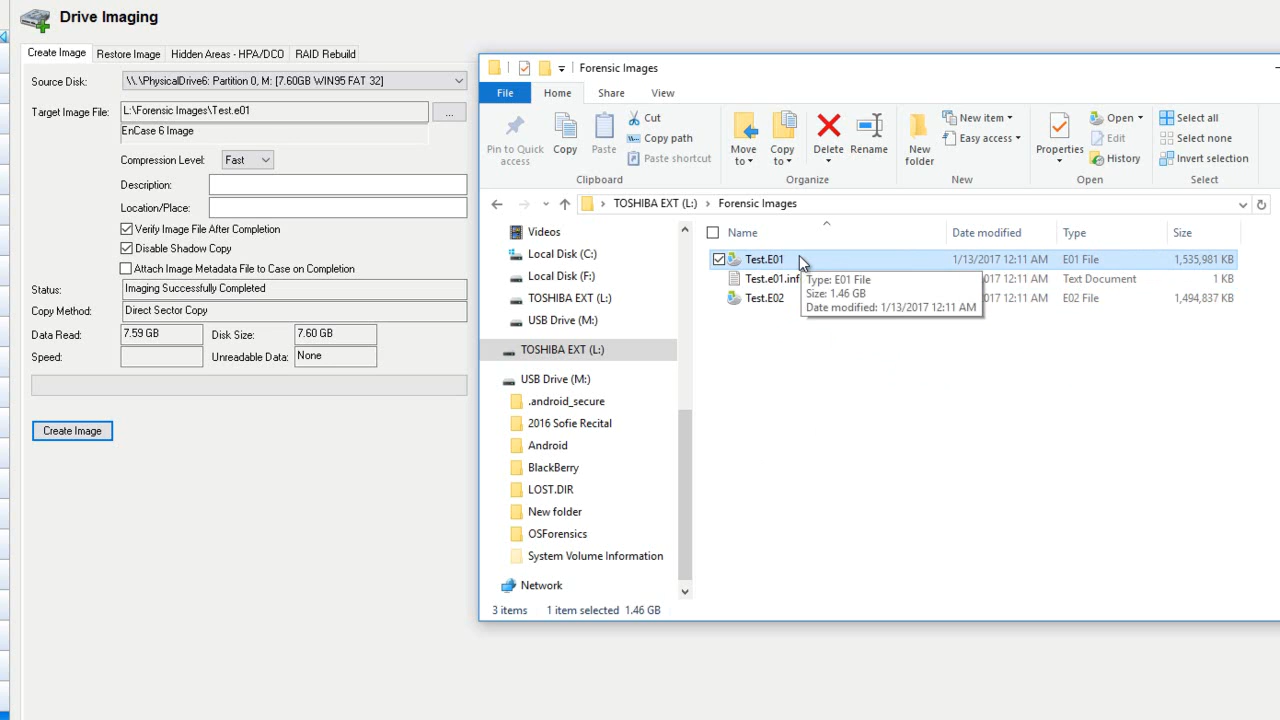 Drive Imaging
Create Image
Restore Image
Hidden Areas - HPA/DCO
RAID Rebuild
Source Disk:
\\.\PhysicalDrive6: Partition 0, M: [7.60GB WIN95 FAT 32]
Target Image File:
L:\Forensic Images\Test.e01
...
EnCase 6 Image
Compression Level:
Fast
Description:
Location/Place:
Verify Image File After Completion
Disable Shadow Copy
Attach Image Metadata File to Case on Completion
Status:
Imaging Successfully Completed
Copy Method:
Direct Sector Copy
Data Read:
7.59 GB
Disk Size:
7.60 GB
Speed:
Unreadable Data:
None
Create Image
Forensic Images
File
Home
Share
View
Pin to Quick
access
Copy
Paste
Cut
Copy path
Paste shortcut
Clipboard
Move
to
Copy
to
Delete
Rename
Organize
New
folder
New item
Easy access
New
Properties
Open
Edit
History
Open
Select all
Select none
Invert selection
Select
TOSHIBA EXT (L:) > Forensic Images
Videos
Local Disk (C:)
Local Disk (F:)
TOSHIBA EXT (L:)
USB Drive (M:)
TOSHIBA EXT (L:)
USB Drive (M:)
.android_secure
2016 Sofie Recital
Android
BlackBerry
LOST.DIR
New folder
OSForensics
System Volume Information
Network
Name
Date modified
Type
Size
Test.E01 1/13/2017 12:11 AM E01 File 1,535,981 KB
Test.e01.inf 12:11 AM Text Document 1 KB
Test.E02 12:11 AM E02 File 1,494,837 KB
Type: E01 File
Size: 1.46 GB
Date modified: 1/13/2017 12:11 AM
3 items
1 item selected 1.46 GB